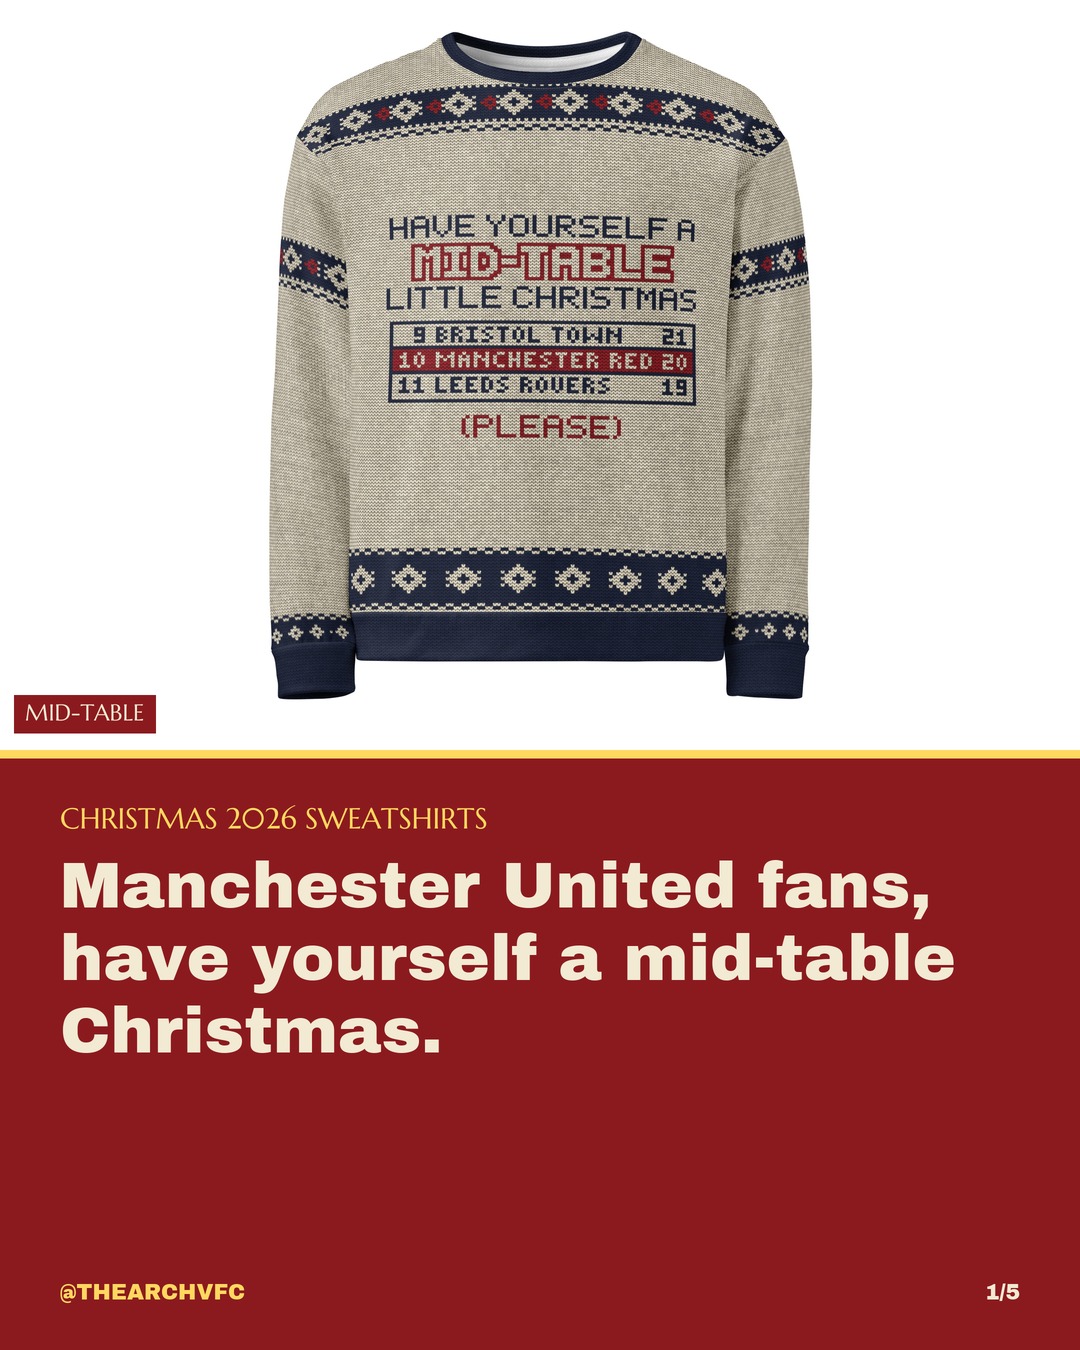 HAVE YOURSELF A
MID-TABLE
LITTLE CHRISTMAS
9 BRISTOL TOWN 21
10 MANCHESTER RED 20
11 LEEDS ROVERS 19
(PLEASE)
MID-TABLE
CHRISTMAS 2026 SWEATSHIRTS
Manchester United fans,
have yourself a mid-table
Christmas.
@THEARCHVFC
1/5